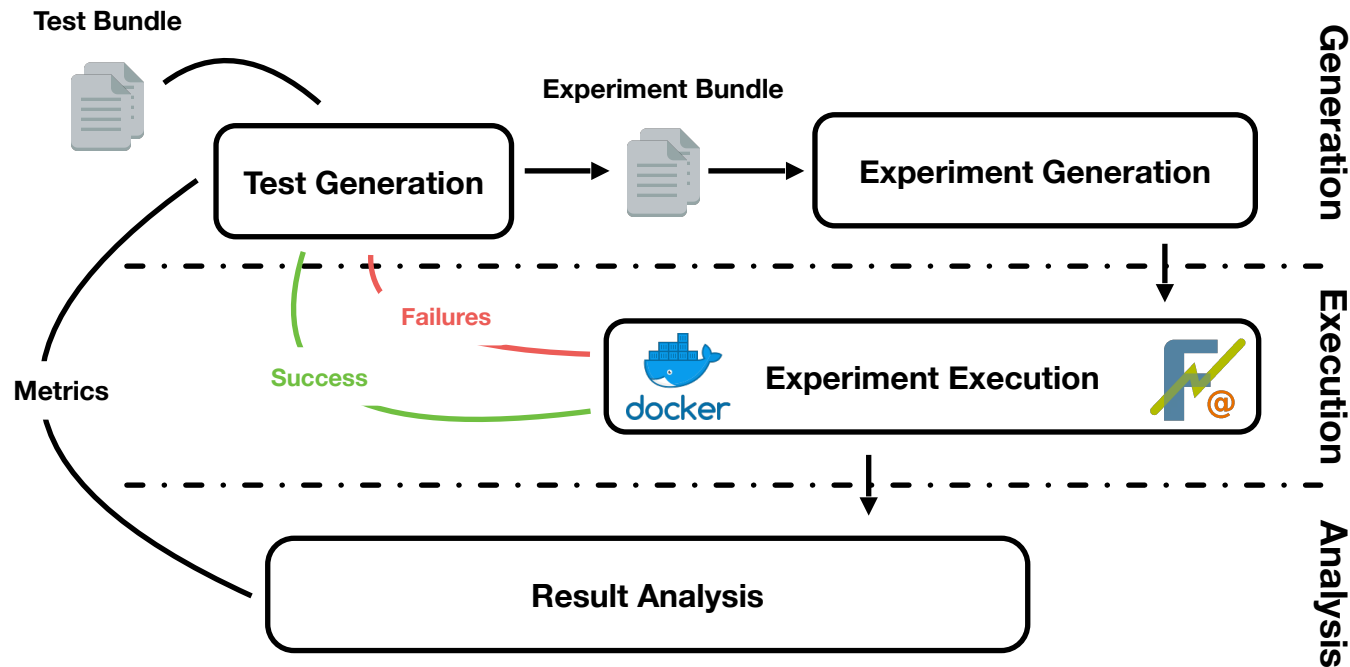 Test Bundle
Experiment Bundle
Generation
Test Generation
Experiment Generation
Failures
Execution
Success
docker
Experiment Execution
F
@
Metrics
Result Analysis
Analysis